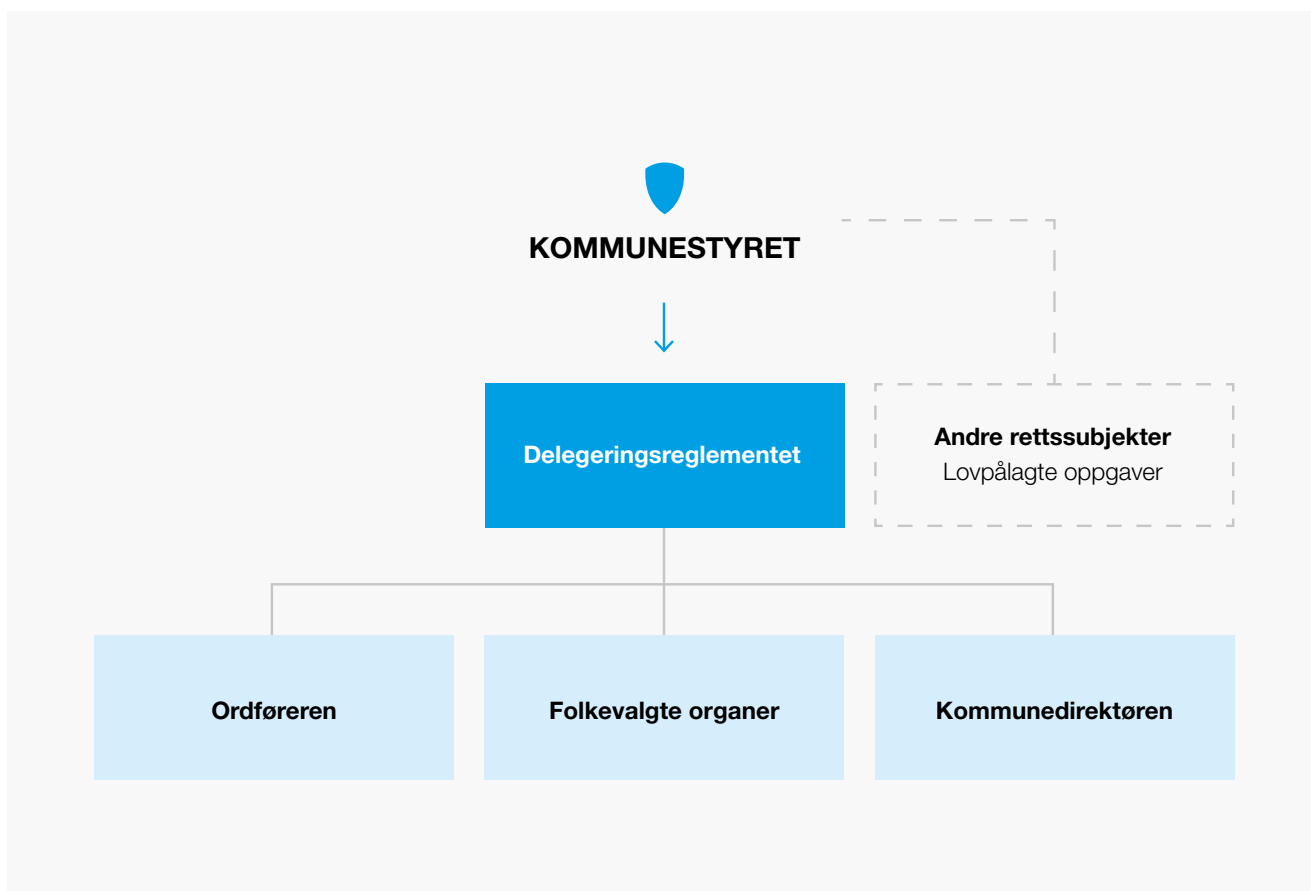 KOMMUNESTYRET
Delegeringsreglementet
Andre rettssubjekter
Lovpålagte oppgaver
Ordføreren
Folkevalgte organer
Kommunedirektøren